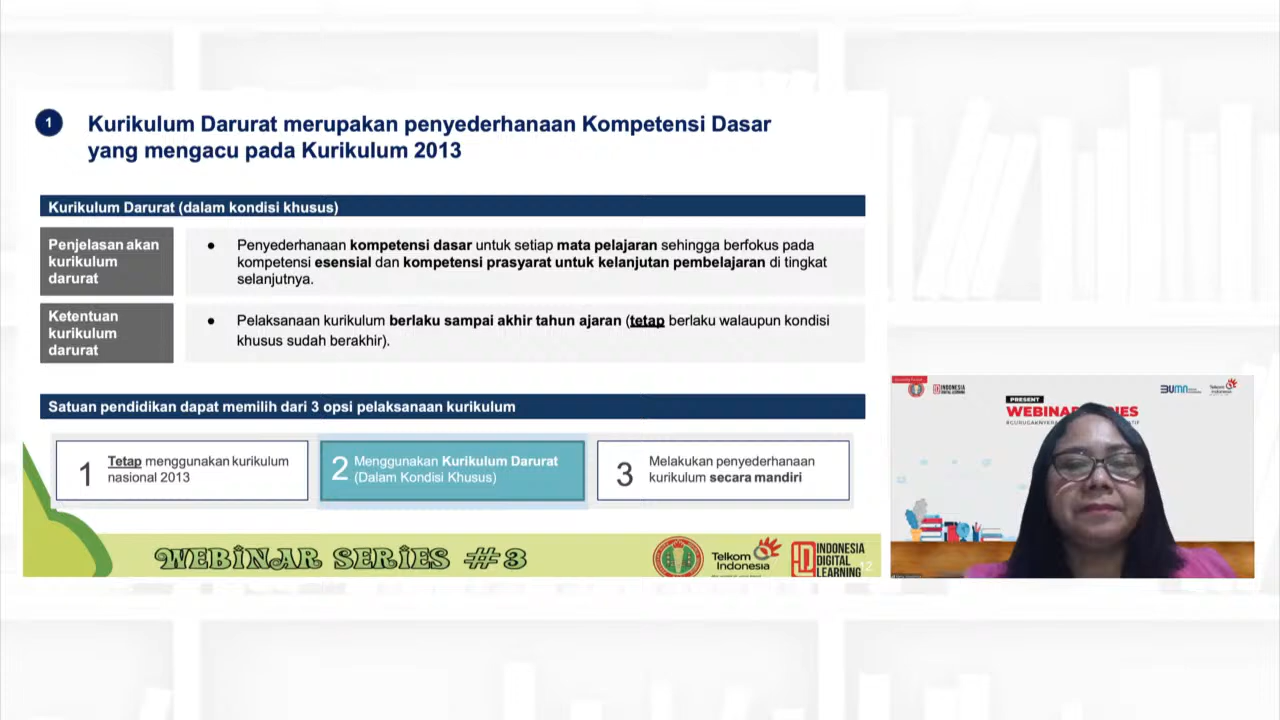 1
Kurikulum Darurat merupakan penyederhanaan Kompetensi Dasar
yang mengacu pada Kurikulum 2013
Kurikulum Darurat (dalam kondisi khusus)
Penjelasan akan
kurikulum
darurat
● Penyederhanaan kompetensi dasar untuk setiap mata pelajaran sehingga berfokus pada
kompetensi esensial dan kompetensi prasyarat untuk kelanjutan pembelajaran di tingkat
selanjutnya.
Ketentuan
kurikulum
darurat
● Pelaksanaan kurikulum berlaku sampai akhir tahun ajaran (tetap berlaku walaupun kondisi
khusus sudah berakhir).
Satuan pendidikan dapat memilih dari 3 opsi pelaksanaan kurikulum
1
Tetap menggunakan kurikulum
nasional 2013
2
Menggunakan Kurikulum Darurat
(Dalam Kondisi Khusus)
3
Melakukan penyederhanaan
kurikulum secara mandiri
WEBINAR SERIES #3
Telkom
Indonesia
INDONESIA
DIGITAL
LEARNING
12
INDONESIA
DIGITAL
LEARNING
BUMN
Telkom
Indonesia
PRESENT